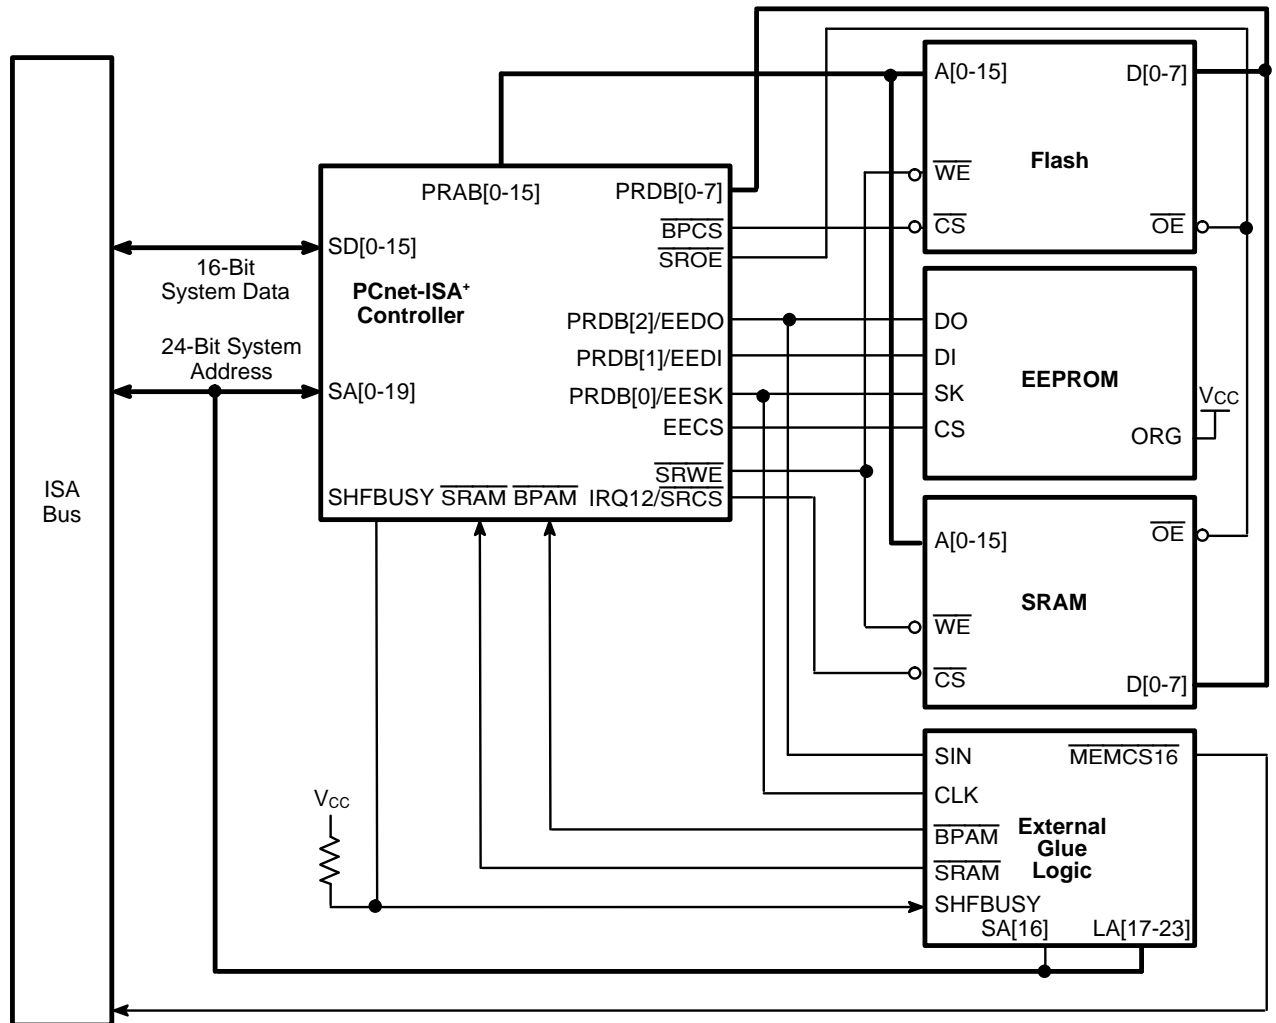 ISA
Bus
16-Bit
System Data
24-Bit System
Address
PRAB[0-15]
PRDB[0-7]
SD[0-15]
BPCS
SROE
PCnet-ISA+
Controller
PRDB[2]/EEDO
PRDB[1]/EEDI
SA[0-19]
PRDB[0]/EESK
EECS
SRWE
SHFBUSY SRAM BPAM IRQ12/SRCS
A[0-15]
D[0-7]
Flash
WE
CS
OE
DO
DI
EEPROM
SK
VCC
CS
ORG
A[0-15]
OE
SRAM
WE
CS
D[0-7]
SIN
MEMCS16
CLK
BPAM
External
Glue
Logic
SRAM
SHFBUSY
SA[16]
LA[17-23]
VCC